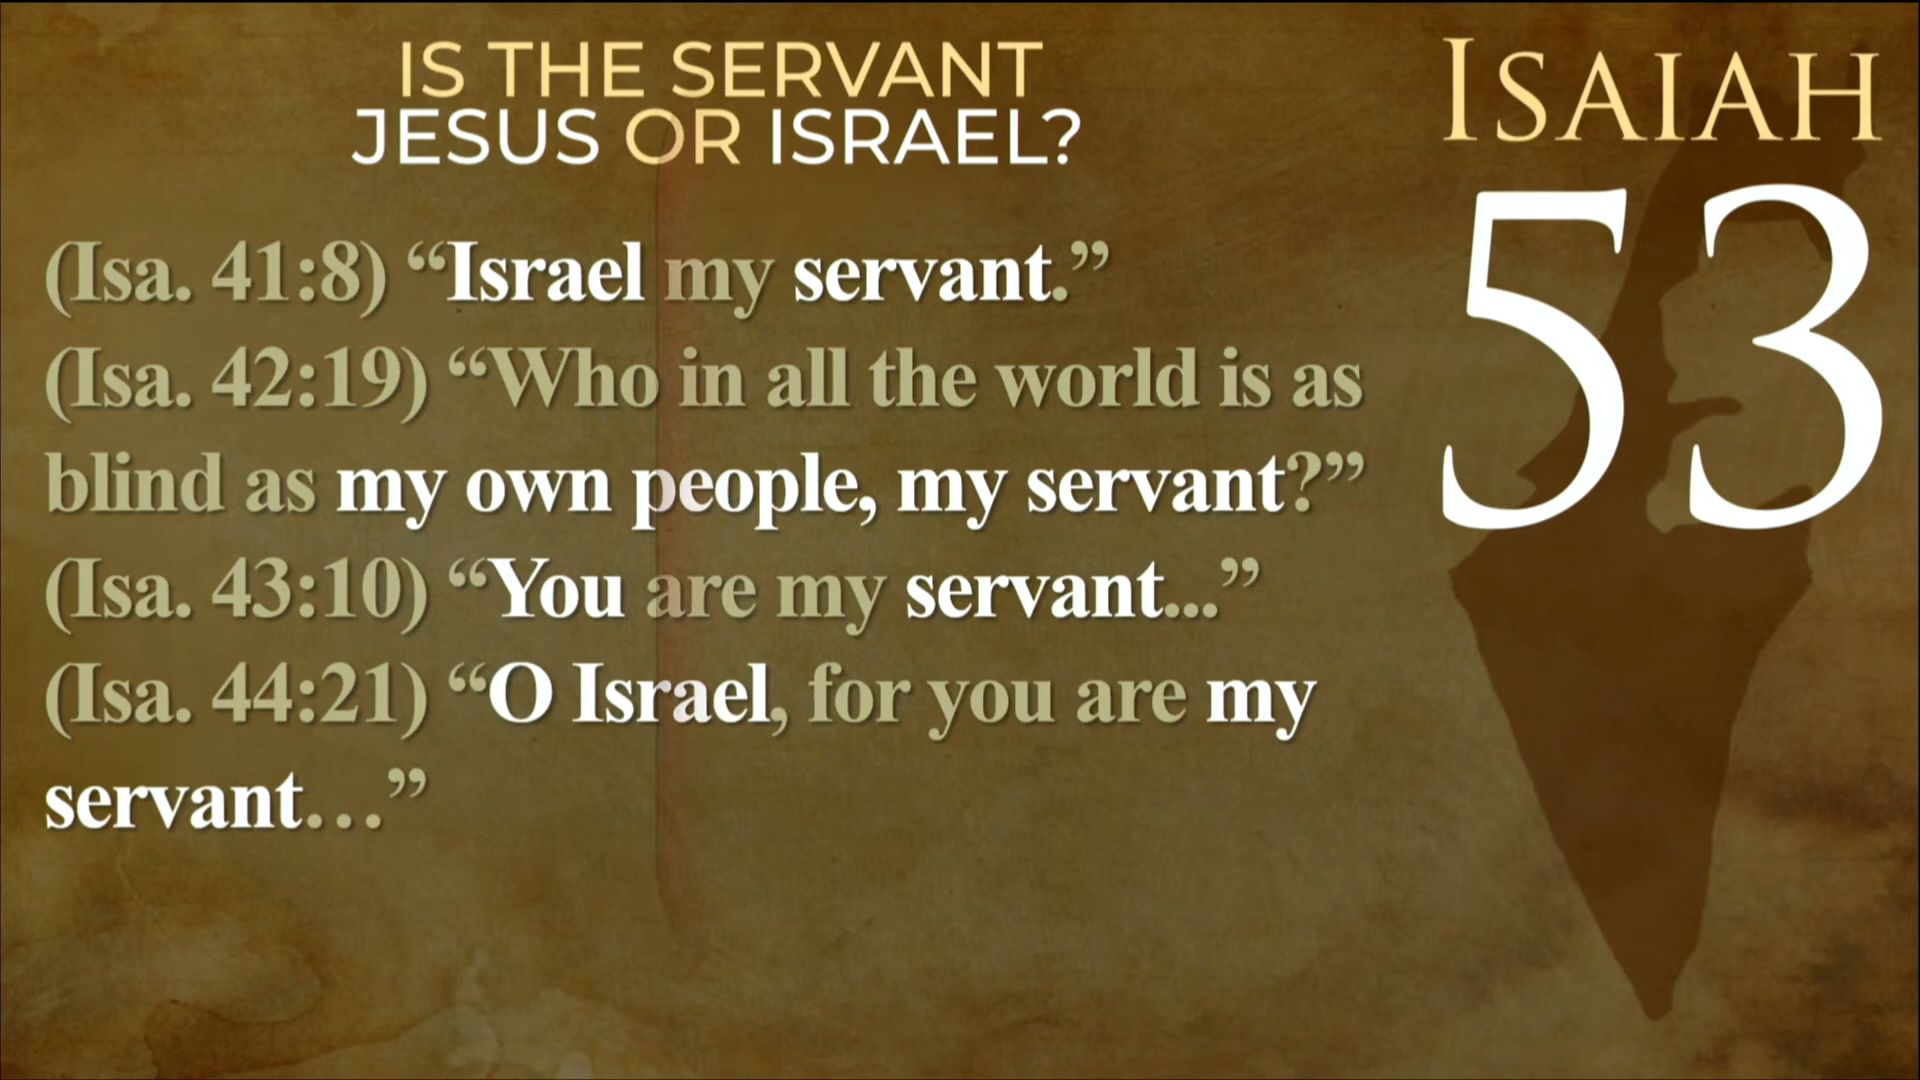 IS THE SERVANT
JESUS OR ISRAEL?
(Isa. 41:8) “Israel my servant.”
(Isa. 42:19) “Who in all the world is as
blind as my own people, my servant?”
(Isa. 43:10) “You are my servant...”
(Isa. 44:21) “O Israel, for you are my
servant…”
ISAIAH
53